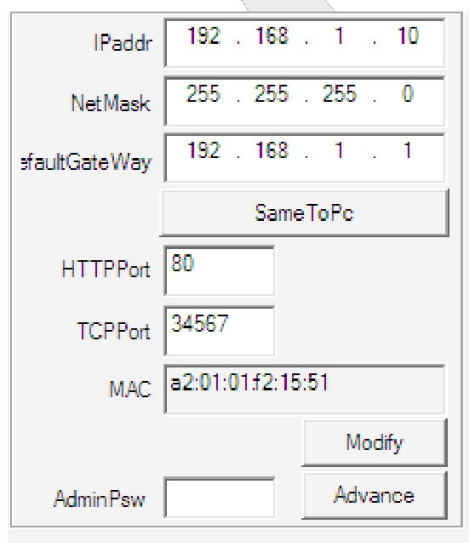 IPaddr 192 . 168 . 1 . 10
NetMask 255 . 255 . 255 . 0
efaultGateWay 192 . 168 . 1 . 1
SameToPc
HTTPPort 80
TCPPort 34567
MAC a2:01:01:f2:15:51
Modify
AdminPsw Advance